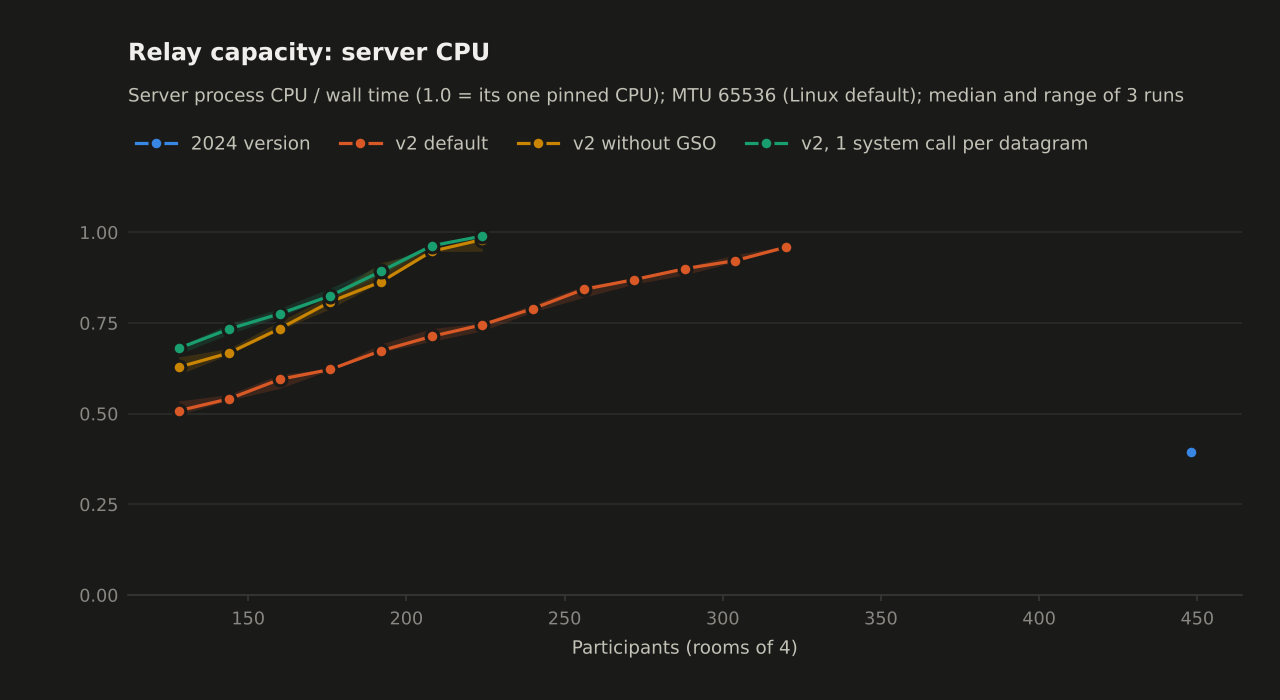 Relay capacity: server CPU
Server process CPU / wall time (1.0 = its one pinned CPU); MTU 65536 (Linux default); median and range of 3 runs
2024 version v2 default v2 without GSO v2, 1 system call per datagram
1.00
0.75
0.50
0.25
0.00
150 200 250 300 350 400 450
Participants (rooms of 4)